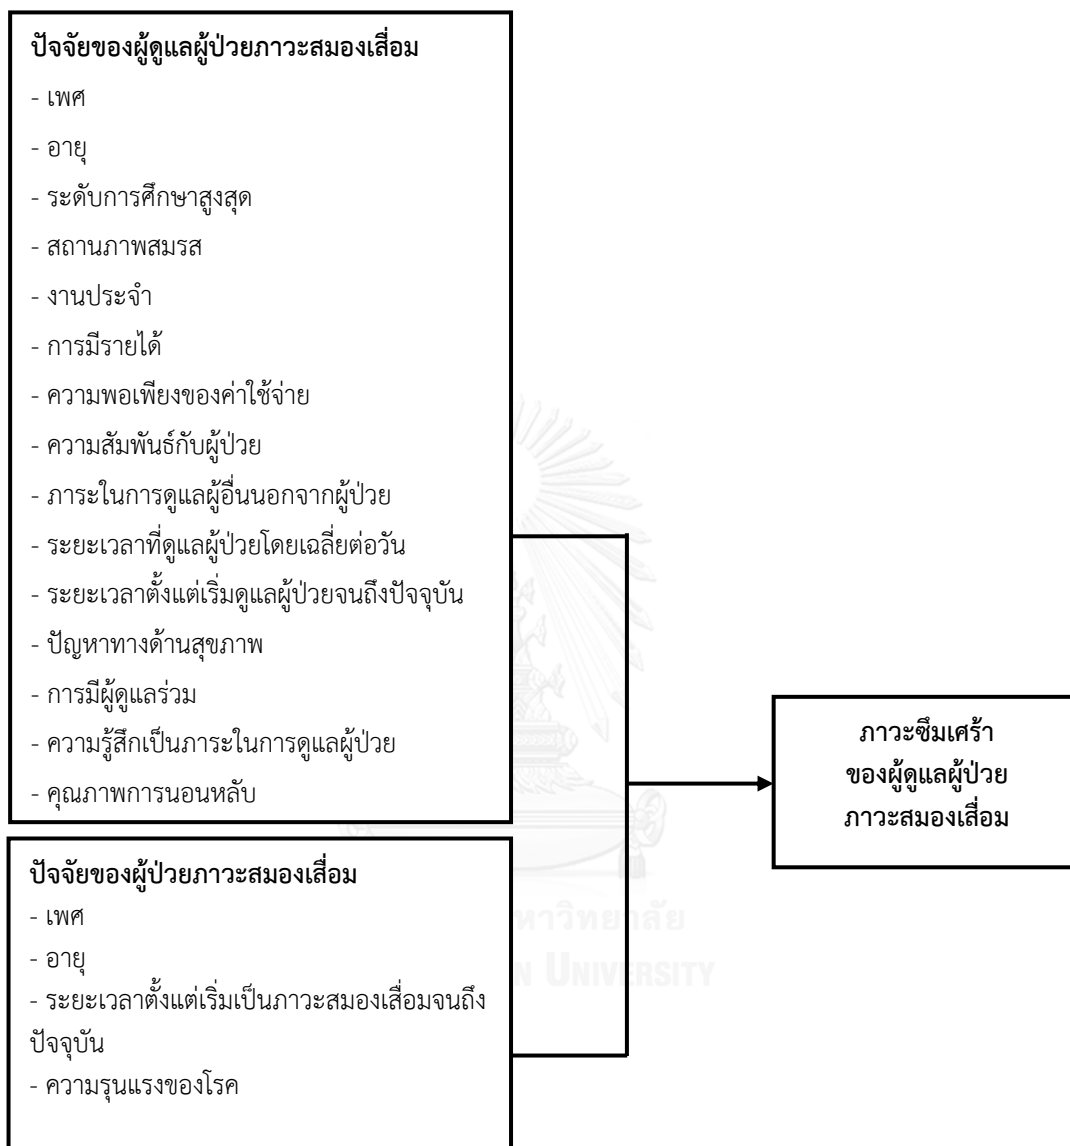 ปัจจัยของผู้ดูแลผู้ป่วยภาวะสมองเสื่อม
- เพศ
- อายุ
- ระดับการศึกษาสูงสุด
- สถานภาพสมรส
- งานประจำ
- การมีรายได้
- ความพอเพียงของค่าใช้จ่าย
- ความสัมพันธ์กับผู้ป่วย
- ภาระในการดูแลผู้อื่นนอกจากผู้ป่วย
- ระยะเวลาที่ดูแลผู้ป่วยโดยเฉลี่ยต่อวัน
- ระยะเวลาตั้งแต่เริ่มดูแลผู้ป่วยจนถึงปัจจุบัน
- ปัญหาทางด้านสุขภาพ
- การมีผู้ดูแลร่วม
- ความรู้สึกเป็นภาระในการดูแลผู้ป่วย
- คุณภาพการนอนหลับ
ภาวะซึมเศร้า
ของผู้ดูแลผู้ป่วย
ภาวะสมองเสื่อม
ปัจจัยของผู้ป่วยภาวะสมองเสื่อม
- เพศ
- อายุ
- ระยะเวลาตั้งแต่เริ่มเป็นภาวะสมองเสื่อมจนถึง
ปัจจุบัน
- ความรุนแรงของโรค
หาวิทยาลัย
N UNIVERSITY